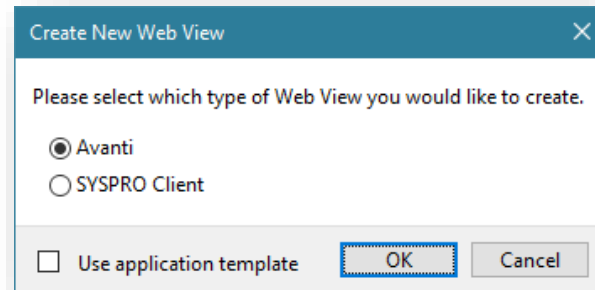 Create New Web View
Please select which type of Web View you would like to create.
Avanti
SYSPRO Client
Use application template
OK
Cancel